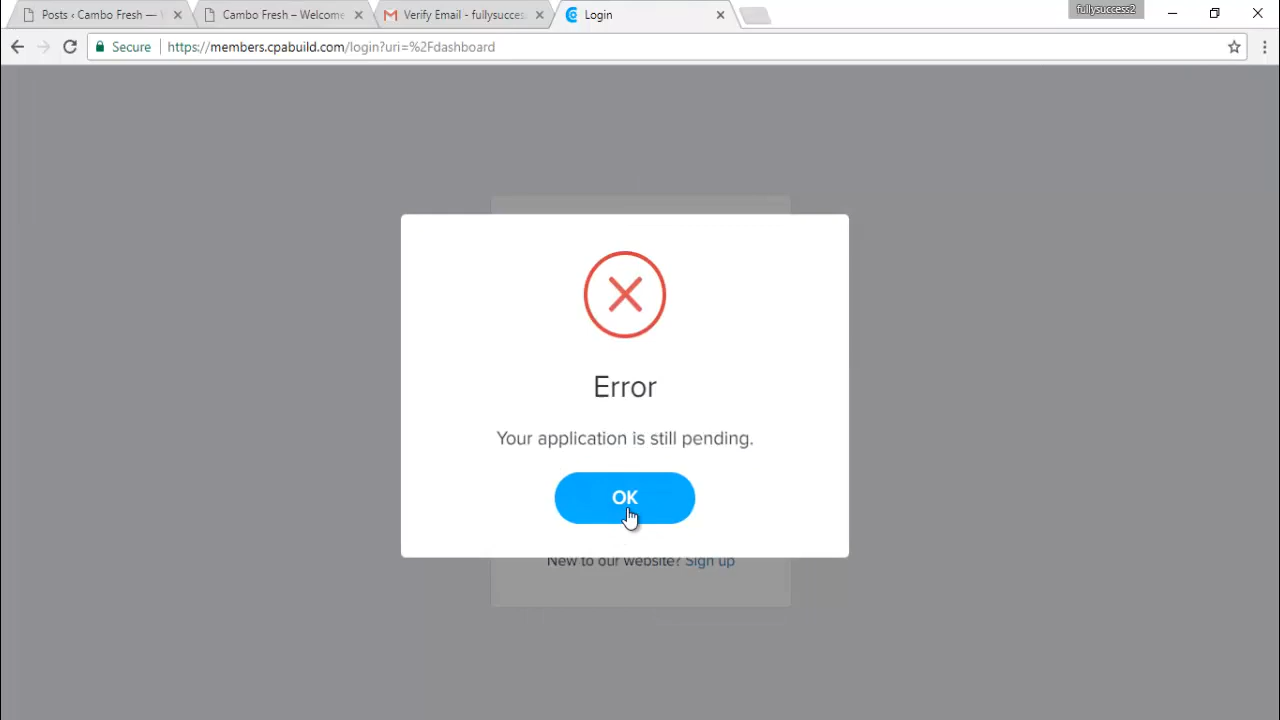 Posts ‹ Cambo Fresh —
Cambo Fresh – Welcome
Verify Email - fullysucces
Login
fullysuccess2
Secure
https://members.cpabuild.com/login?uri=%2Fdashboard
Error
Your application is still pending.
OK
New to our website? Sign up